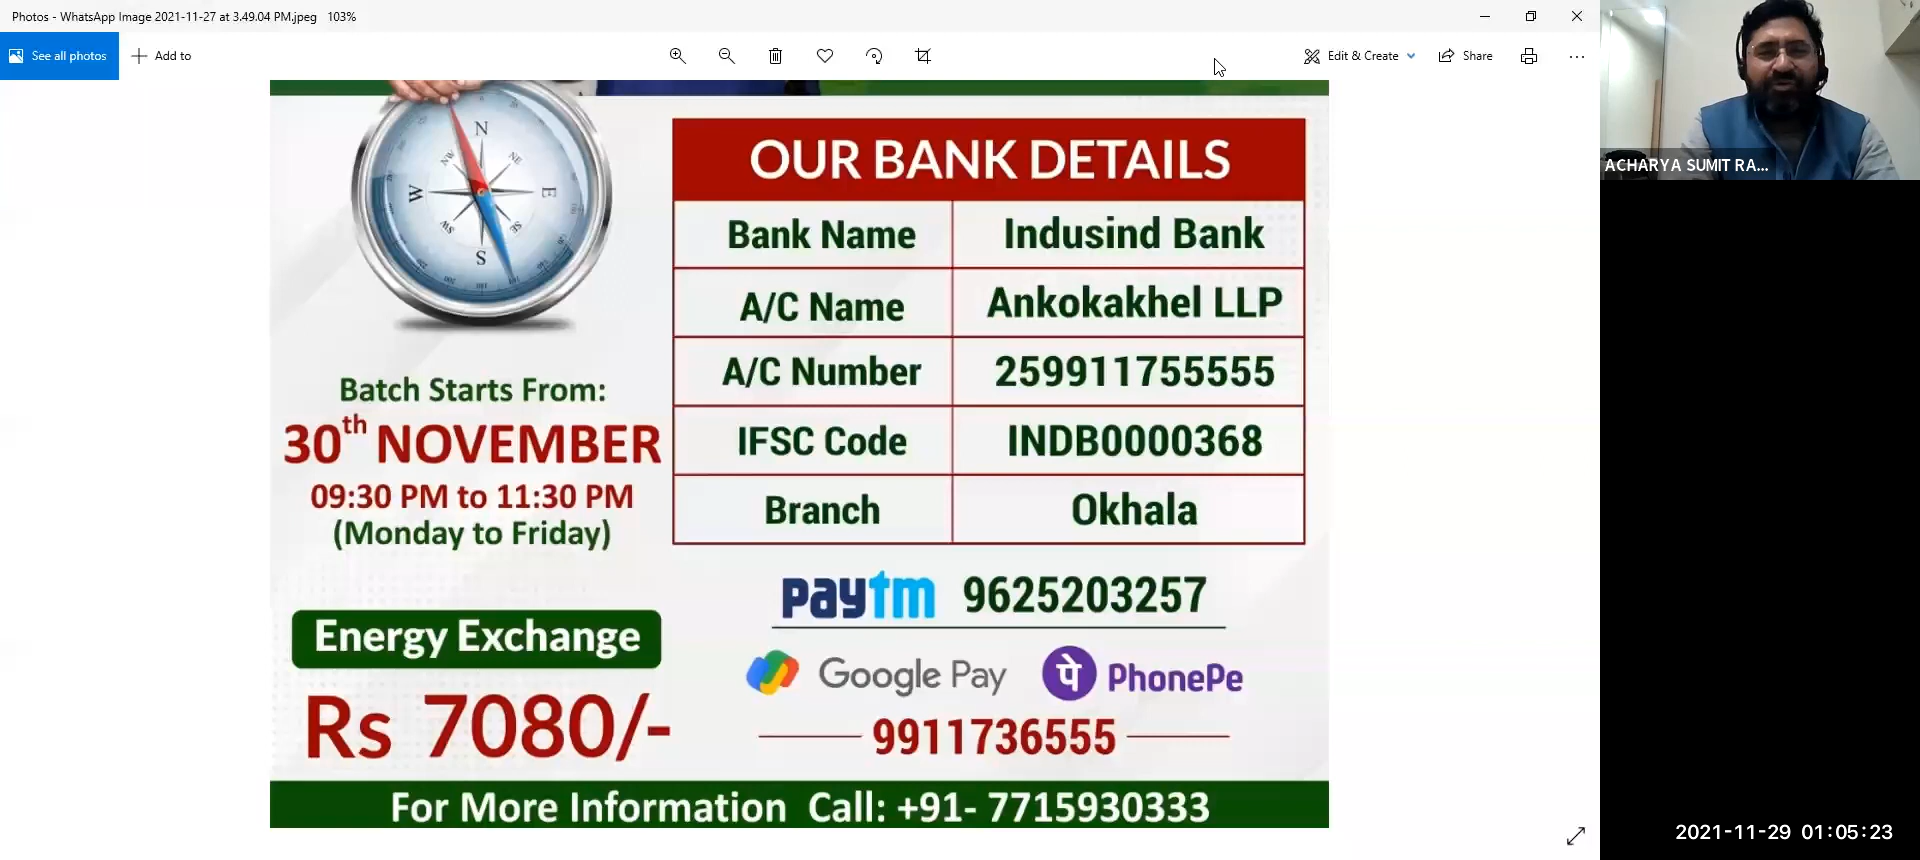 Photos - WhatsApp Image 2021-11-27 at 3.49.04 PM.jpeg 103%
See all photos
Add to
Edit & Create
Share
ACHARYA SUMIT RA...
N
NE
E
SE
S
SW
W
NW
OUR BANK DETAILS
Bank Name Indusind Bank
A/C Name Ankokakhel LLP
A/C Number 259911755555
IFSC Code INDB0000368
Branch Okhala
Batch Starts From:
30th NOVEMBER
09:30 PM to 11:30 PM
(Monday to Friday)
Energy Exchange
Rs 7080/-
paytm 9625203257
Google Pay पे PhonePe
9911736555
For More Information Call: +91- 7715930333
2021-11-29 01:05:23